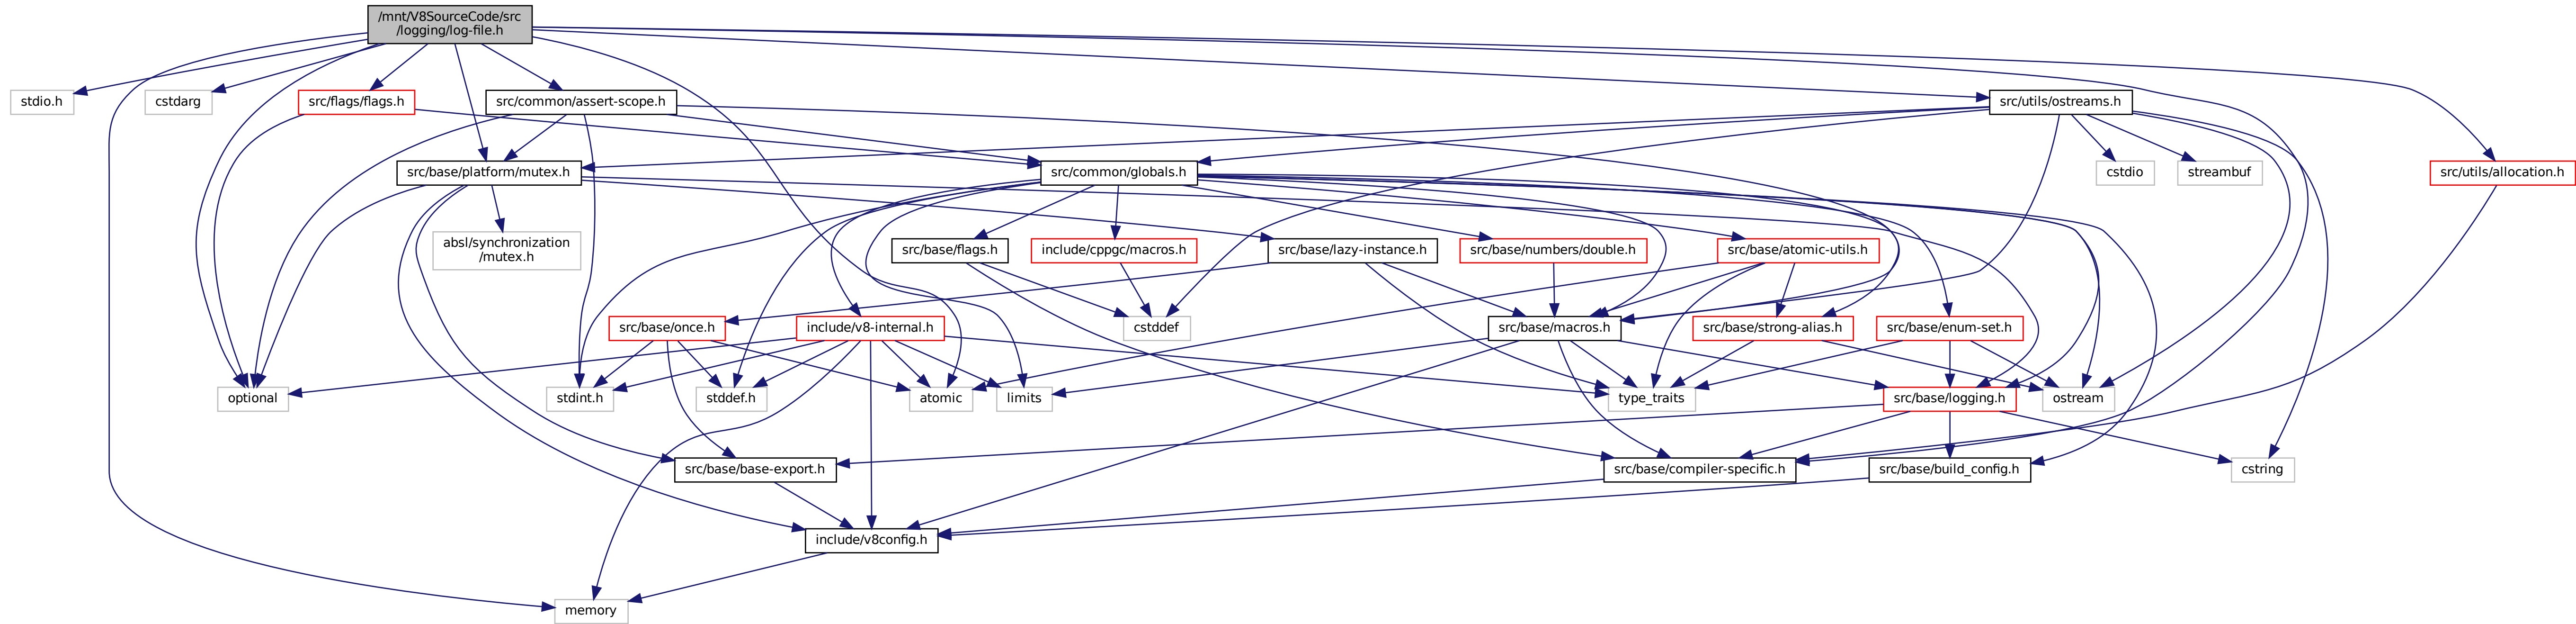 /mnt/V8SourceCode/src
/logging/log-file.h
stdio.h
cstdarg
src/flags/flags.h
src/common/assert-scope.h
src/utils/ostreams.h
src/base/platform/mutex.h
src/common/globals.h
cstdio
streambuf
src/utils/allocation.h
absl/synchronization
/mutex.h
src/base/flags.h
include/cppgc/macros.h
src/base/lazy-instance.h
src/base/numbers/double.h
src/base/atomic-utils.h
src/base/once.h
include/v8-internal.h
cstddef
src/base/macros.h
src/base/strong-alias.h
src/base/enum-set.h
optional
stdint.h
stddef.h
atomic
limits
type_traits
src/base/logging.h
ostream
src/base/base-export.h
src/base/compiler-specific.h
src/base/build_config.h
cstring
include/v8config.h
memory